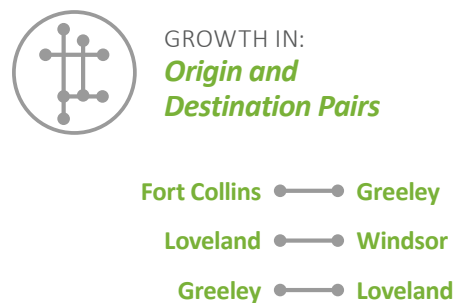 GROWTH IN:
Origin and
Destination Pairs
Fort Collins Greeley
Loveland Windsor
Greeley Loveland